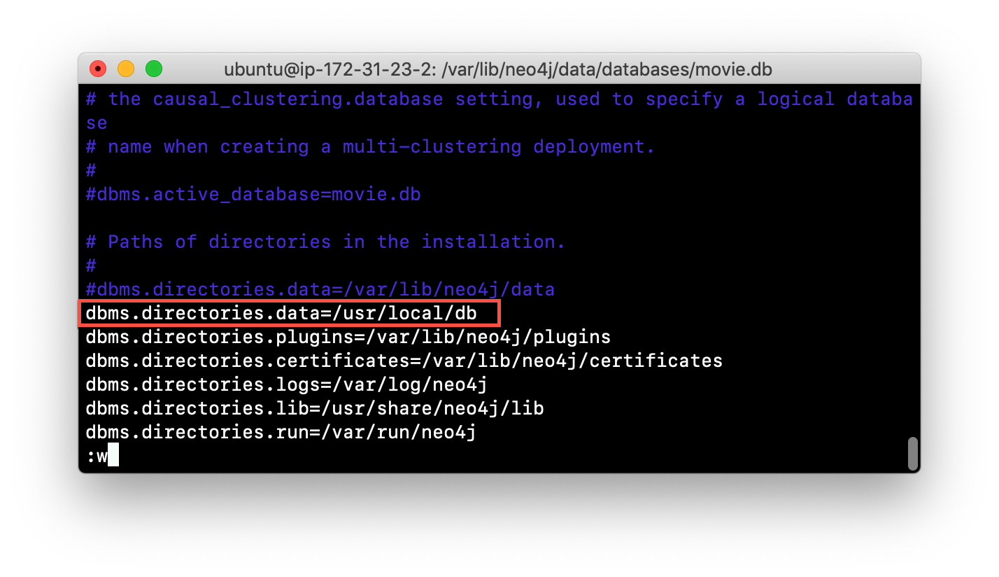 ubuntu@ip-172-31-23-2: /var/lib/neo4j/data/databases/movie.db
# the causal_clustering.database setting, used to specify a logical databa
se
# name when creating a multi-clustering deployment.
#
#dbms.active_database=movie.db
# Paths of directories in the installation.
#
#dbms.directories.data=/var/lib/neo4j/data
dbms.directories.data=/usr/local/db
dbms.directories.plugins=/var/lib/neo4j/plugins
dbms.directories.certificates=/var/lib/neo4j/certificates
dbms.directories.logs=/var/log/neo4j
dbms.directories.lib=/usr/share/neo4j/lib
dbms.directories.run=/var/run/neo4j
:w